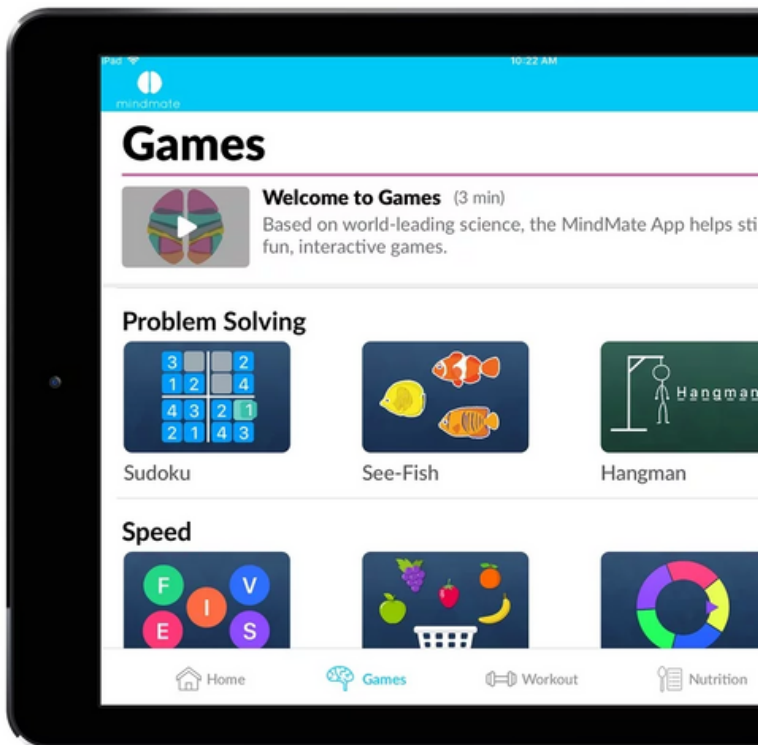 iPad 10:22 AM
mindmate
Games
Welcome to Games (3 min)
Based on world-leading science, the MindMate App helps sti
fun, interactive games.
Problem Solving
3 2
1 2 4
4 3 2 1
2 1 4 3
Hangman
Sudoku See-Fish Hangman
Speed
F V
I
E S
Home Games Workout Nutrition